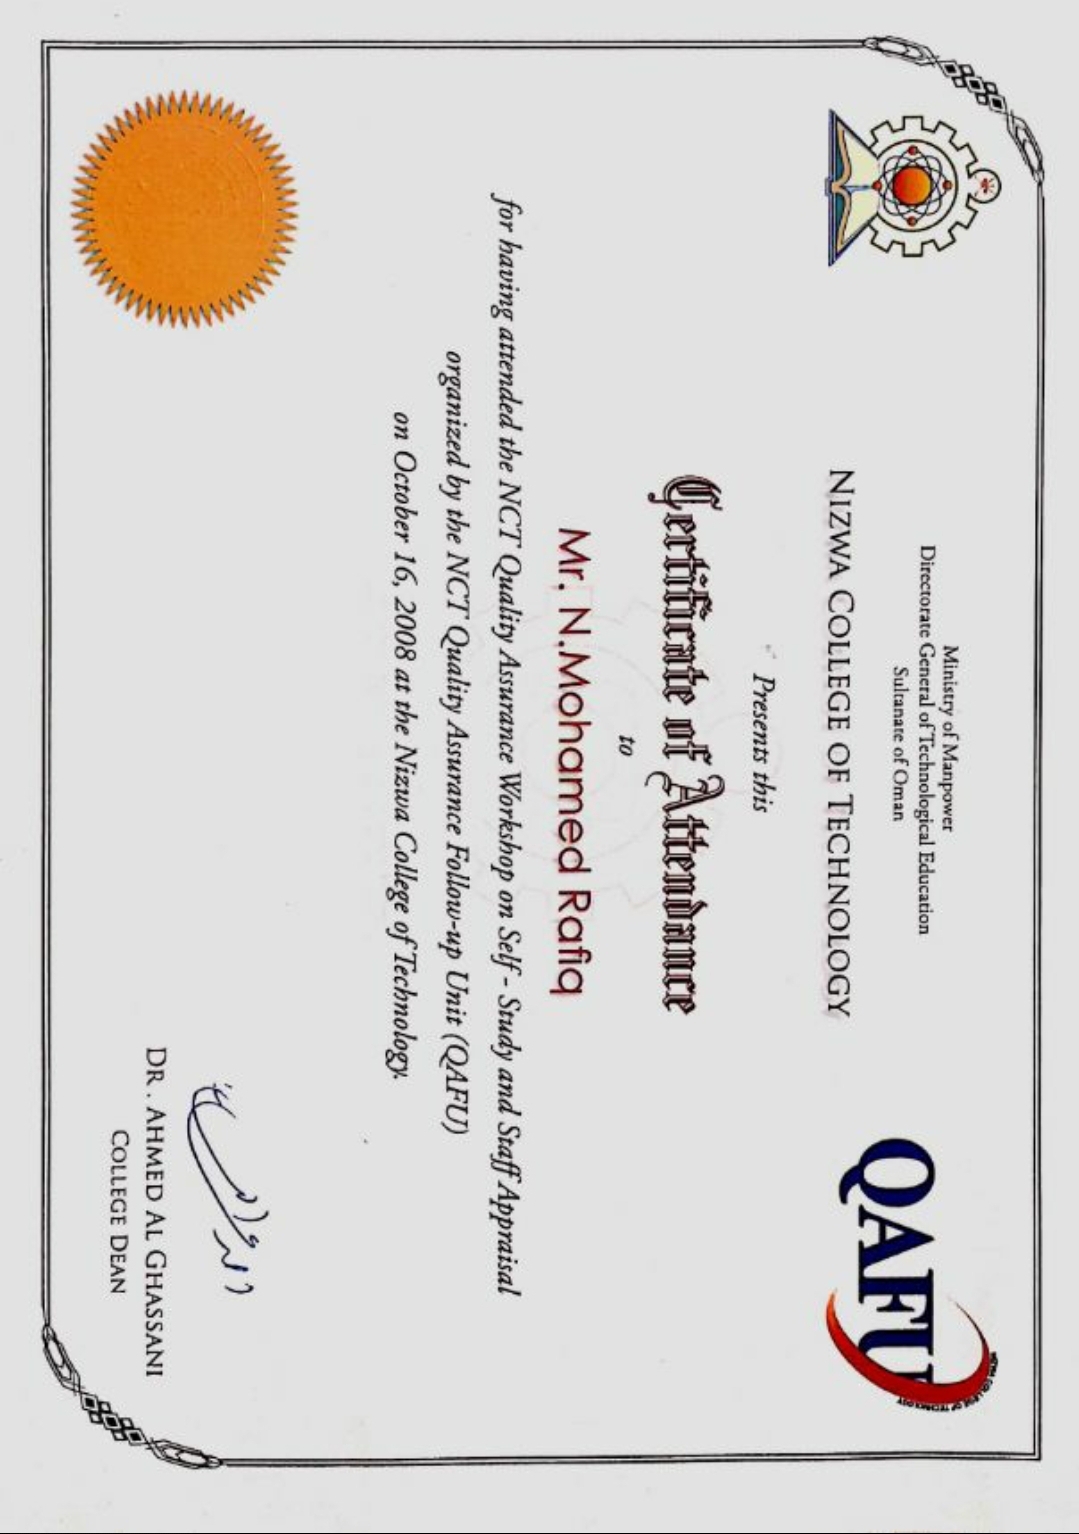 Ministry of Manpower
Directorate General of Technological Education
Sultanate of Oman
NIZWA COLLEGE OF TECHNOLOGY
NIZWA COLLEGE OF TECHNOLOGY
QAFU
Presents this
Certificate of Attendance
to
Mr. N.Mohamed Rafiq
for having attended the NCT Quality Assurance Workshop on Self - Study and Staff Appraisal
organized by the NCT Quality Assurance Follow-up Unit (QAFU)
on October 16, 2008 at the Nizwa College of Technology.
DR . AHMED AL GHASSANI
COLLEGE DEAN